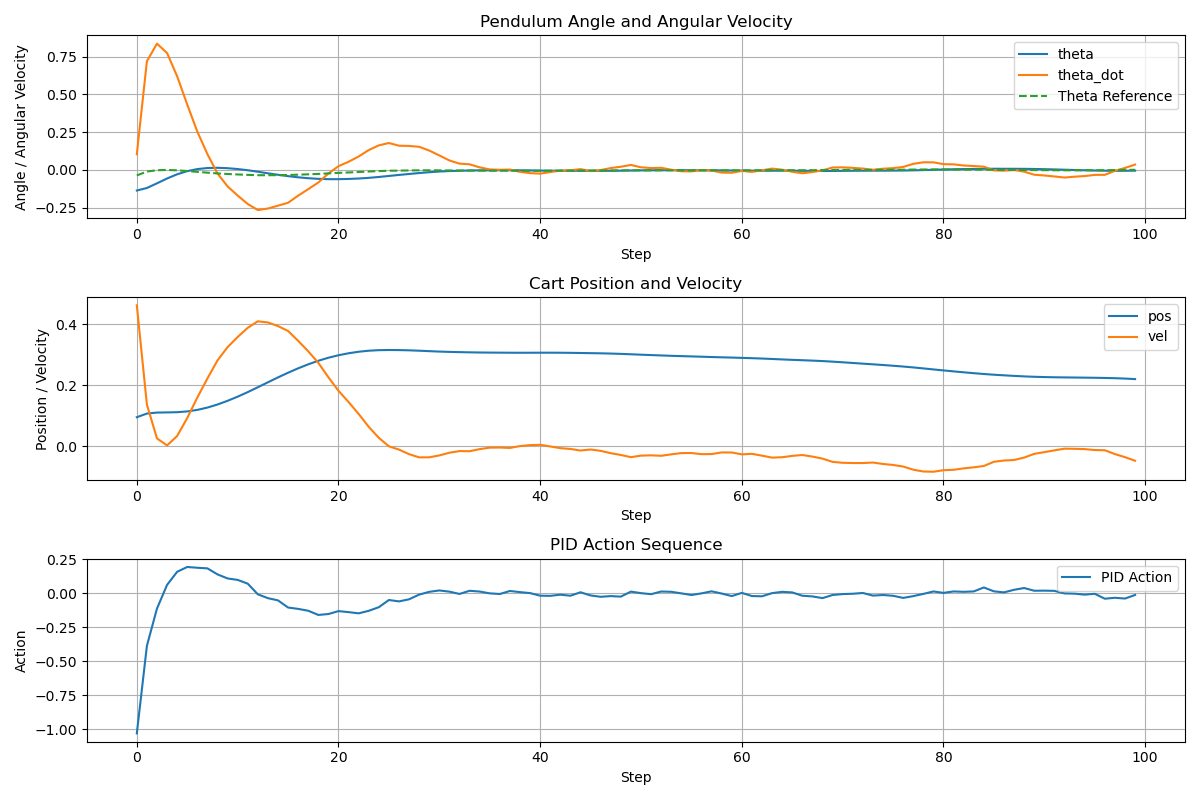 Pendulum Angle and Angular Velocity
Angle / Angular Velocity
0.75
0.50
0.25
0.00
−0.25
theta
theta_dot
Theta Reference
0 20 40 60 80 100
Step
Cart Position and Velocity
Position / Velocity
0.4
0.2
0.0
pos
vel
0 20 40 60 80 100
Step
PID Action Sequence
Action
0.25
0.00
−0.25
−0.50
−0.75
−1.00
PID Action
0 20 40 60 80 100
Step